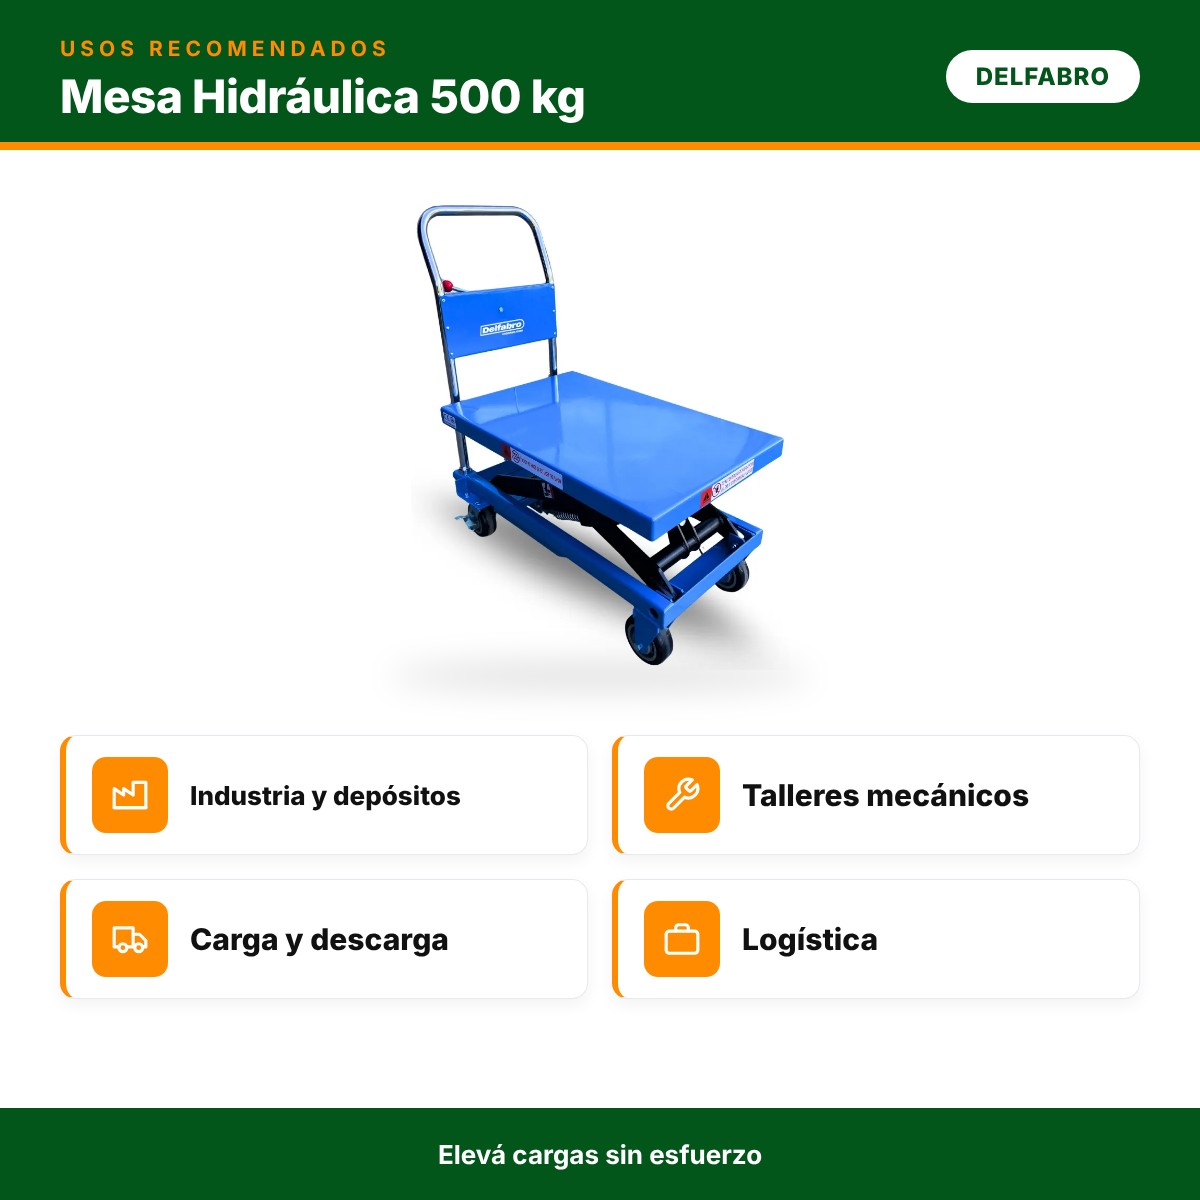 USOS RECOMENDADOS
Mesa Hidráulica 500 kg
DELFABRO
Delfabro
Industria y depósitos
Talleres mecánicos
Carga y descarga
Logística
Elevá cargas sin esfuerzo